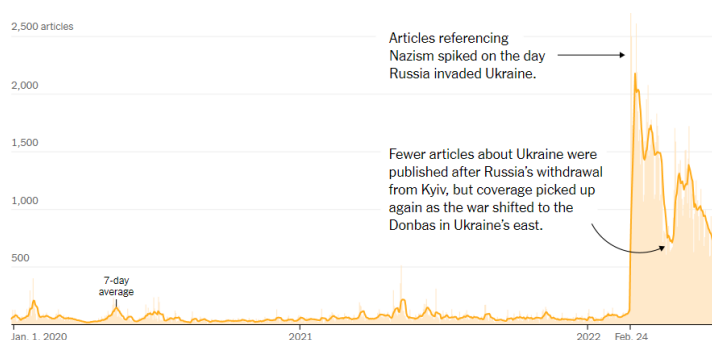 2,500 articles
Articles referencing
Nazism spiked on the day
Russia invaded Ukraine.
2,000
1,500
Fewer articles about Ukraine were
published after Russia’s withdrawal
from Kyiv, but coverage picked up
again as the war shifted to the
Donbas in Ukraine’s east.
1,000
500
7-day
average
Jan. 1. 2020
2021
2022
Feb. 24